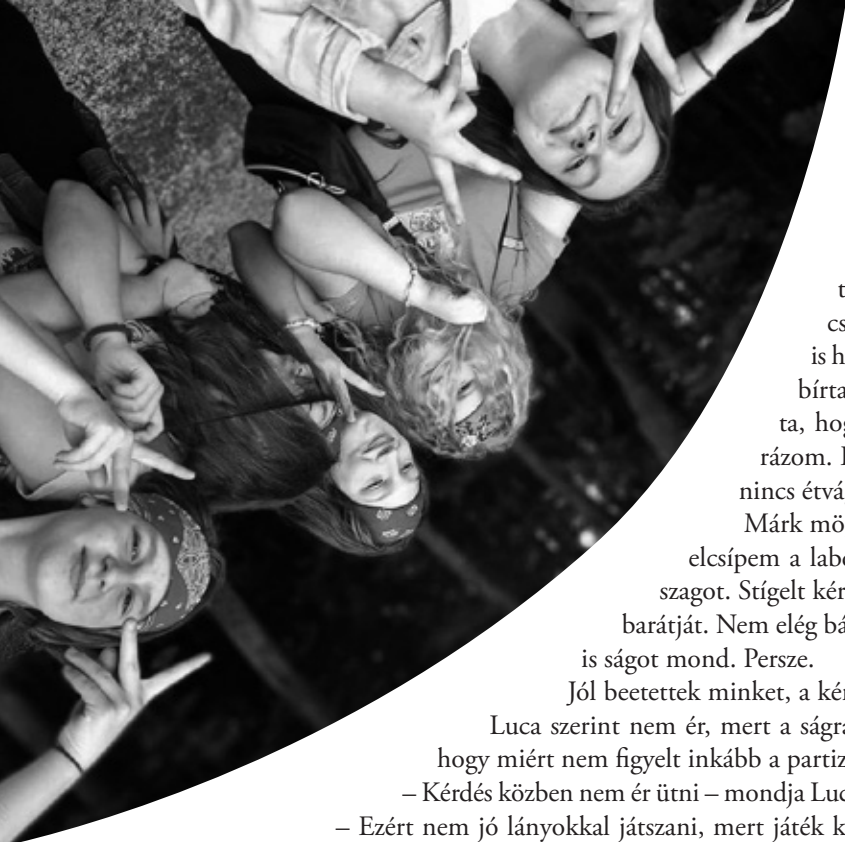 t
cs
is h
bírta
ta, hog
rázom.
nincs étvá
Márk mö
elcsípem a lab
szagot. Stígelt kér
barátját. Nem elég bá
is ságot mond. Persze.
Jól beetettek minket, a kér
Luca szerint nem ér, mert a ságra
hogy miért nem figyelt inkább a partiz
– Kérdés közben nem ér ütni – mondja Luc
– Ezért nem jó lányokkal játszani, mert játék k